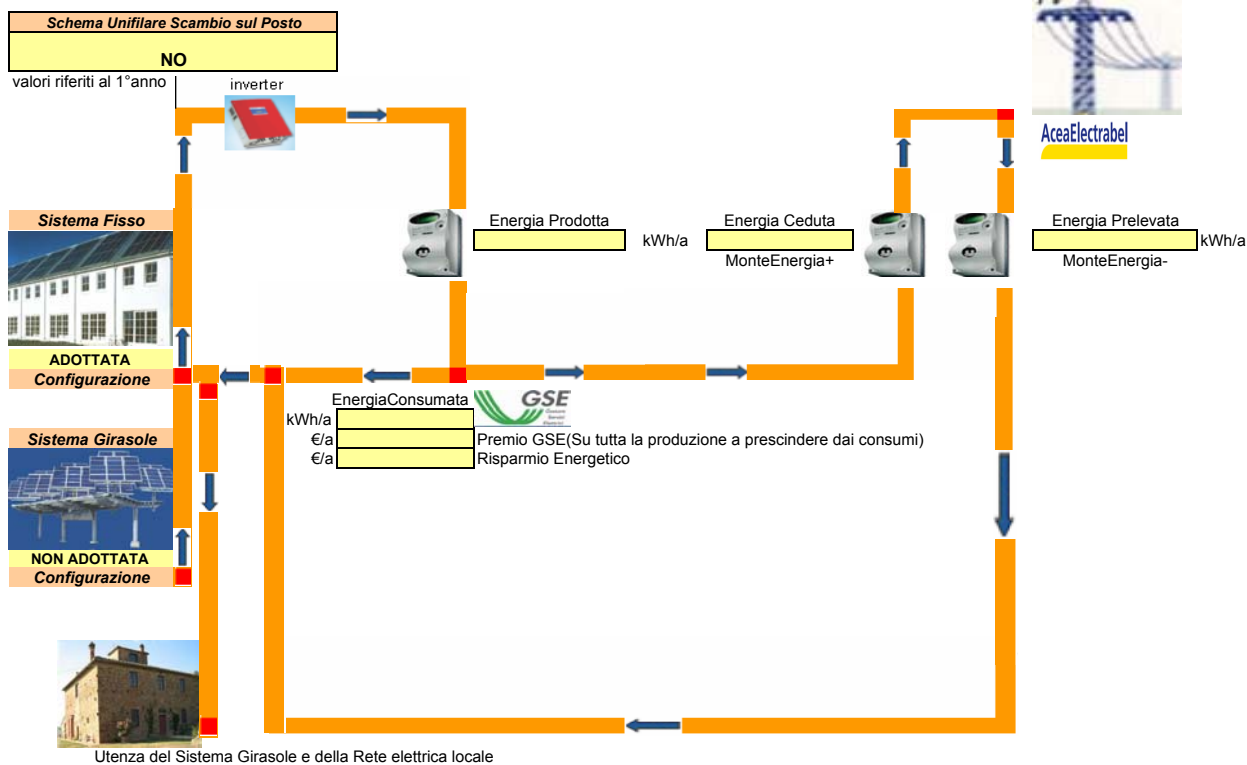 Schema Unifilare Scambio sul Posto
NO
valori riferiti al 1°anno
inverter
AceaElectrabel
Sistema Fisso
Energia Prodotta
kWh/a
Energia Ceduta
MonteEnergia+
Energia Prelevata
kWh/a
MonteEnergia-
ADOTTATA
Configurazione
EnergiaConsumata
GSE
kWh/a
€/a
Premio GSE(Su tutta la produzione a prescindere dai consumi)
€/a
Risparmio Energetico
Sistema Girasole
NON ADOTTATA
Configurazione
Utenza del Sistema Girasole e della Rete elettrica locale